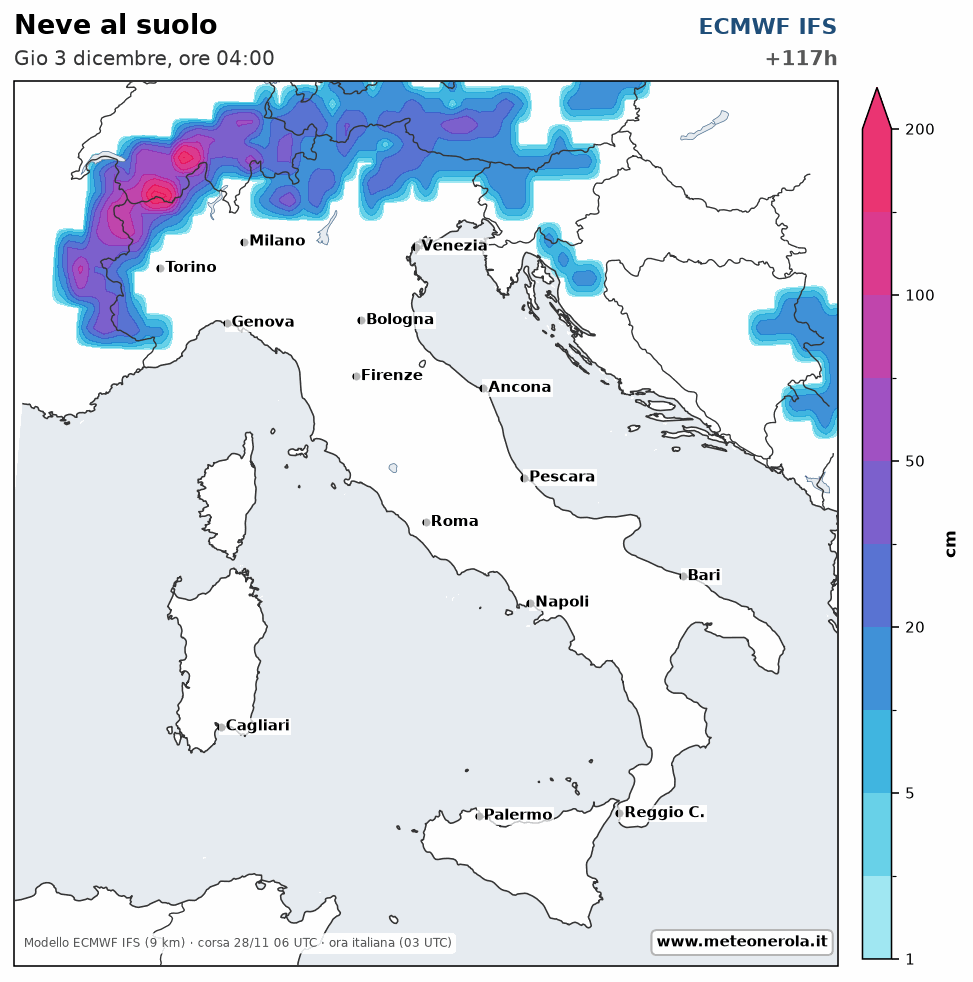 Neve al suolo
ECMWF IFS
Gio 3 dicembre, ore 04:00
+117h
200
100
50
20
5
1
cm
Milano
Venezia
Torino
Genova
Bologna
Firenze
Ancona
Pescara
Roma
Bari
Napoli
Cagliari
Palermo
Reggio C.
Modello ECMWF IFS (9 km) · corsa 28/11 06 UTC · ora italiana (03 UTC)
www.meteonerola.it